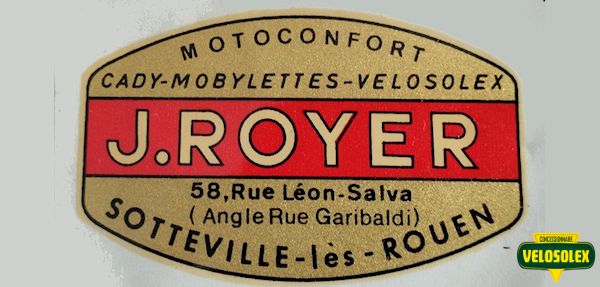 MOTOCONFORT
CADY-MOBYLETTES-VELOSOLEX
J.ROYER
58,Rue Léon-Salva
(Angle Rue Garibaldi)
SOTTEVILLE-lès-ROUEN
CONCESSIONNAIRE
VELOSOLEX